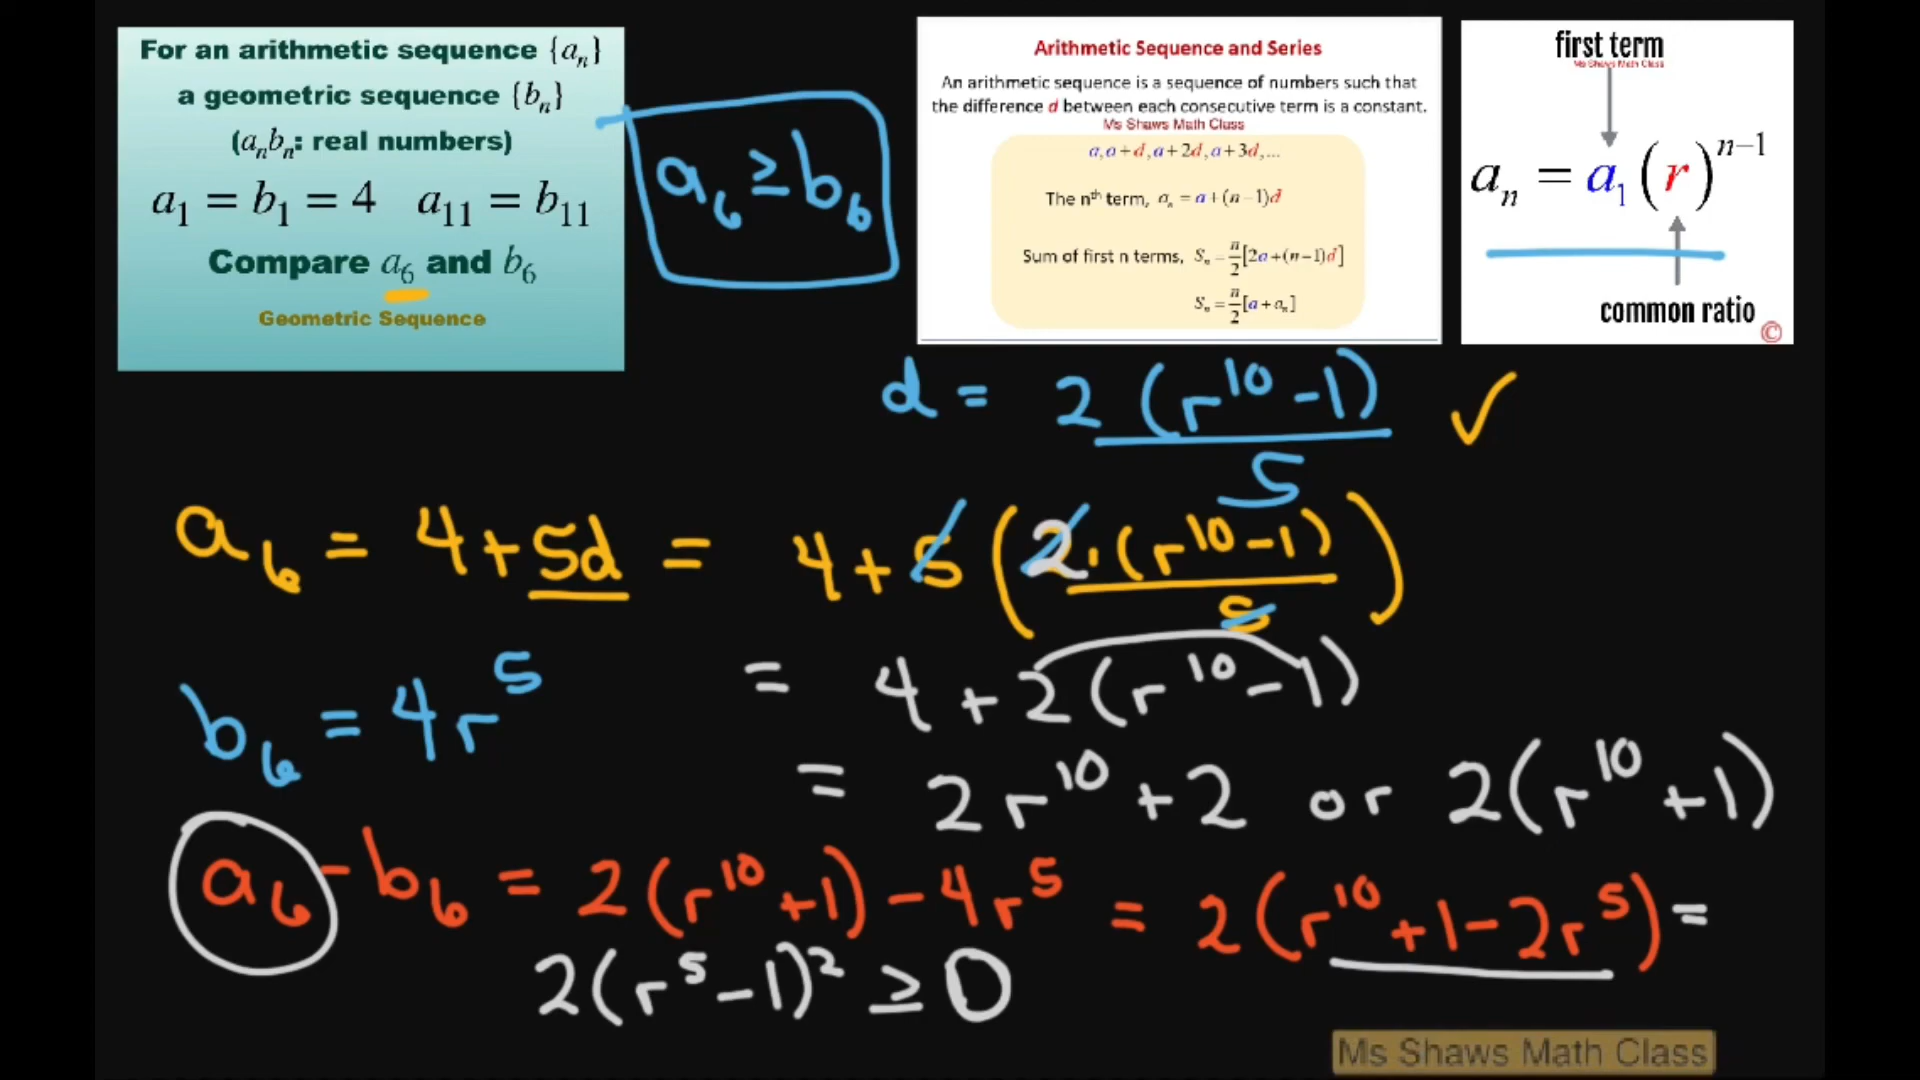 For an arithmetic sequence {aₙ}
a geometric sequence {bₙ}
(aₙbₙ: real numbers)
a₁ = b₁ = 4 a₁₁ = b₁₁
Compare a₆ and b₆
Geometric Sequence
a₆ ≥ b₆
Arithmetic Sequence and Series
An arithmetic sequence is a sequence of numbers such that
the difference d between each consecutive term is a constant.
Ms Shaws Math Class
a, a + d, a + 2d, a + 3d, ...
The nᵗʰ term, aₙ = a + (n − 1)d
Sum of first n terms, Sₙ = n/2 [2a + (n − 1)d]
Sₙ = n/2 [a + aₙ]
first term
Ms Shaws Math Class
aₙ = a₁ (r)ⁿ⁻¹
common ratio
©
d = 2 (r¹⁰ - 1) / 5 ✓
a₆ = 4 + 5d = 4 + 5 (2 · (r¹⁰ - 1) / 5)
b₆ = 4r⁵ = 4 + 2 (r¹⁰ - 1)
= 2r¹⁰ + 2 or 2(r¹⁰ + 1)
a₆ - b₆ = 2(r¹⁰ + 1) - 4r⁵ = 2(r¹⁰ + 1 - 2r⁵) =
2(r⁵ - 1)² ≥ 0
Ms Shaws Math Class